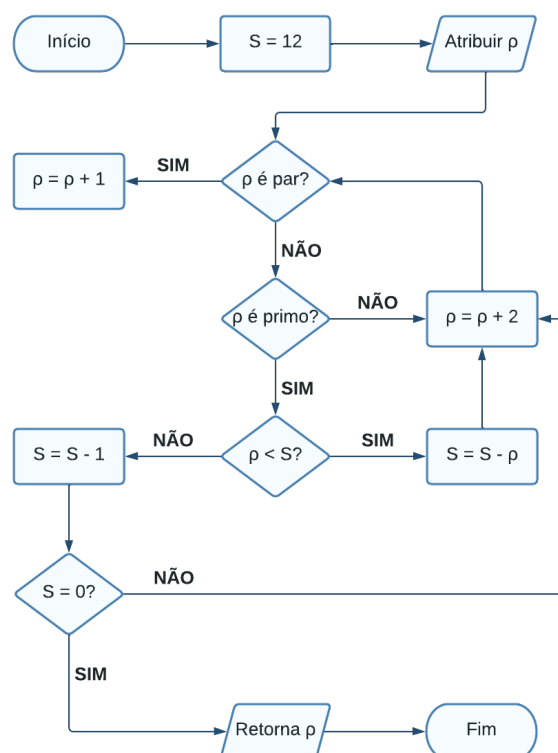 Início
S = 12
Atribuir ρ
SIM
ρ = ρ + 1
ρ é par?
NÃO
ρ é primo?
NÃO
ρ = ρ + 2
SIM
S = S - 1
NÃO
ρ < S?
SIM
S = S - ρ
S = 0?
NÃO
SIM
Retorna ρ
Fim